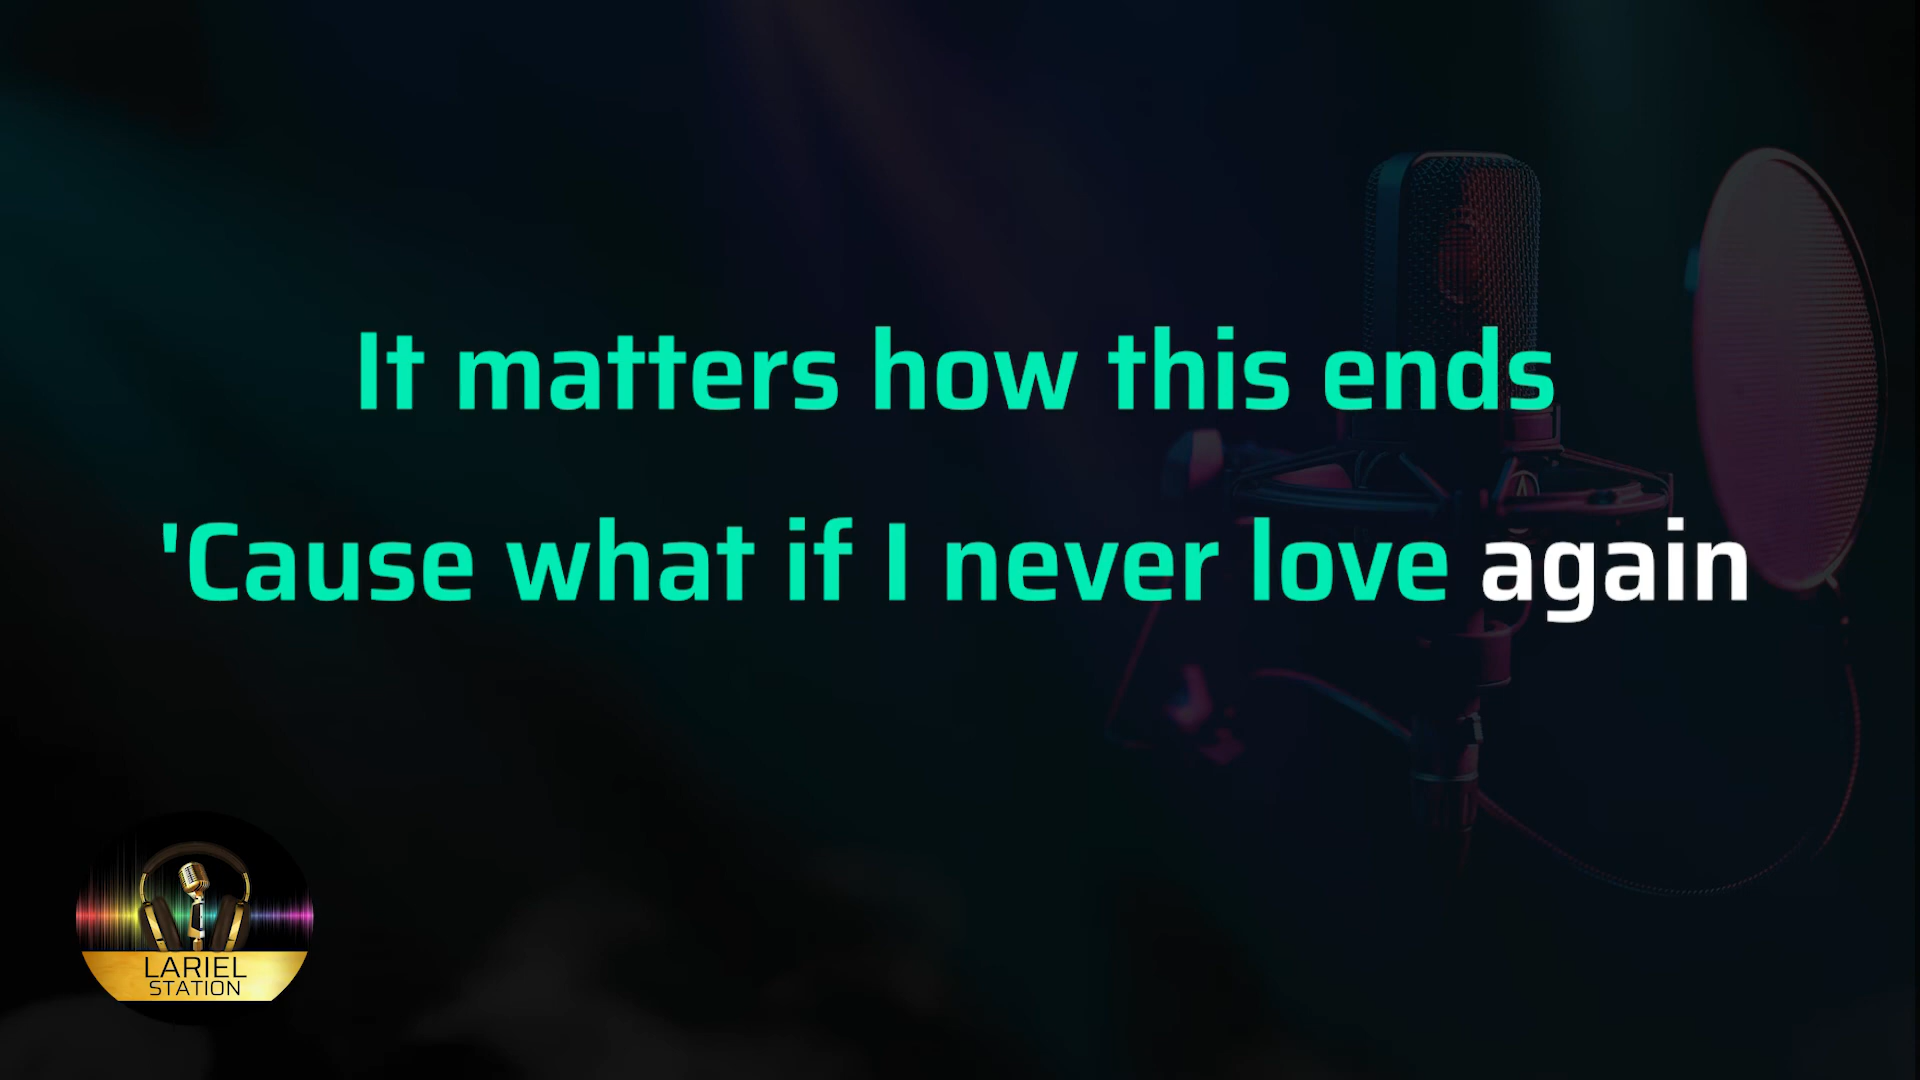 It matters how this ends
'Cause what if I never love again
LARIEL
STATION